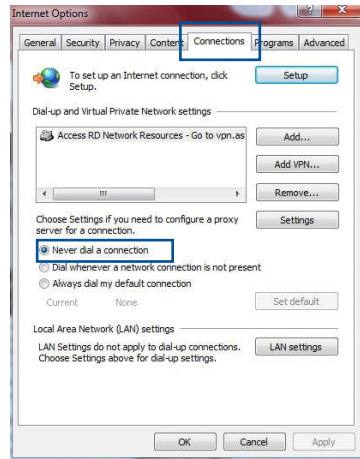 Internet Options
General Security Privacy Content Connections Programs Advanced
To set up an Internet connection, click
Setup.
Setup
Dial-up and Virtual Private Network settings
Access RD Network Resources - Go to vpn.as
Add...
Add VPN...
Remove...
Choose Settings if you need to configure a proxy
server for a connection.
Settings
Never dial a connection
Dial whenever a network connection is not present
Always dial my default connection
Current None
Set default
Local Area Network (LAN) settings
LAN Settings do not apply to dial-up connections.
Choose Settings above for dial-up settings.
LAN settings
OK Cancel Apply